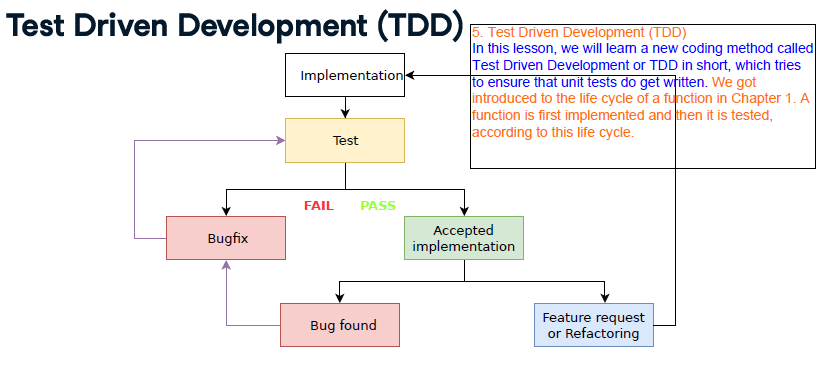 Test Driven Development (TDD)
5. Test Driven Development (TDD)
In this lesson, we will learn a new coding method called
Test Driven Development or TDD in short, which tries
to ensure that unit tests do get written. We got
introduced to the life cycle of a function in Chapter 1. A
function is first implemented and then it is tested,
according to this life cycle.
Implementation
Test
FAIL
PASS
Bugfix
Accepted
implementation
Bug found
Feature request
or Refactoring